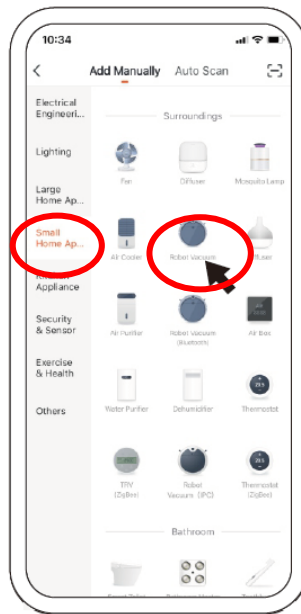 10:34
Add Manually Auto Scan
Electrical
Engineeri...
Lighting
Large
Home Ap...
Small
Home Ap...
Appliance
Security
& Sensor
Exercise
& Health
Others
Surroundings
Fan Diffuser Mosquito Lamp
Air Cooler Robot Vacuum
Air Purifier Robot Vacuum
(Bluetooth) Air box
Water Purifier Dehumidifier Thermostat
TRV
(ZigBee) Robot
Vacuum (IPC) Thermostat
(ZigBee)
Bathroom